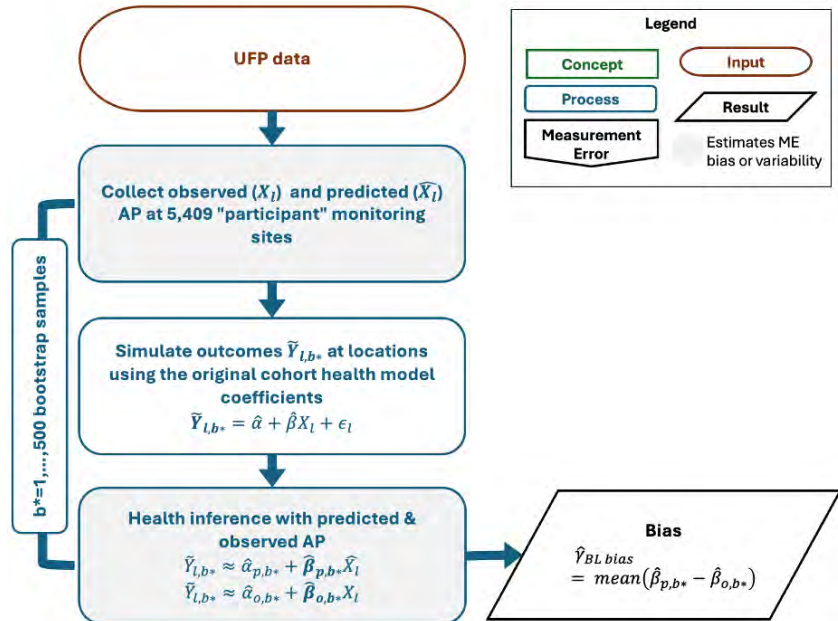 UFP data
Legend
Concept
Input
Process
Result
Measurement
Error
Estimates ME
bias or variability
Collect observed (X_l) and predicted (\widehat{X_l})
AP at 5,409 "participant" monitoring
sites
b*=1,...,500 bootstrap samples
Simulate outcomes Ỹ_{l,b*} at locations
using the original cohort health model
coefficients
Ỹ_{l,b*} = α̂ + β̂X_l + ϵ_l
Health inference with predicted &
observed AP
Ỹ_{l,b*} ≈ α̂_{p,b*} + β̂_{p,b*}X̂_l
Ỹ_{l,b*} ≈ α̂_{o,b*} + β̂_{o,b*}X_l
Bias
γ̂_{BL bias}
= mean(β̂_{p,b*} − β̂_{o,b*})